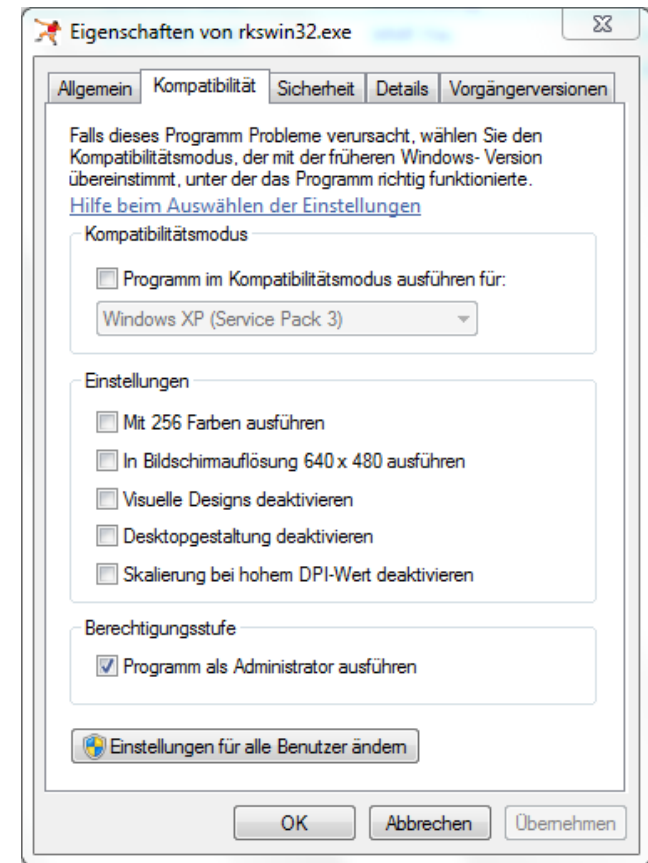 Eigenschaften von rkswin32.exe
Allgemein Kompatibilität Sicherheit Details Vorgängerversionen
Falls dieses Programm Probleme verursacht, wählen Sie den
Kompatibilitätsmodus, der mit der früheren Windows- Version
übereinstimmt, unter der das Programm richtig funktionierte.
Hilfe beim Auswählen der Einstellungen
Kompatibilitätsmodus
Programm im Kompatibilitätsmodus ausführen für:
Windows XP (Service Pack 3)
Einstellungen
Mit 256 Farben ausführen
In Bildschirmauflösung 640 x 480 ausführen
Visuelle Designs deaktivieren
Desktopgestaltung deaktivieren
Skalierung bei hohem DPI-Wert deaktivieren
Berechtigungsstufe
Programm als Administrator ausführen
Einstellungen für alle Benutzer ändern
OK Abbrechen Übernehmen